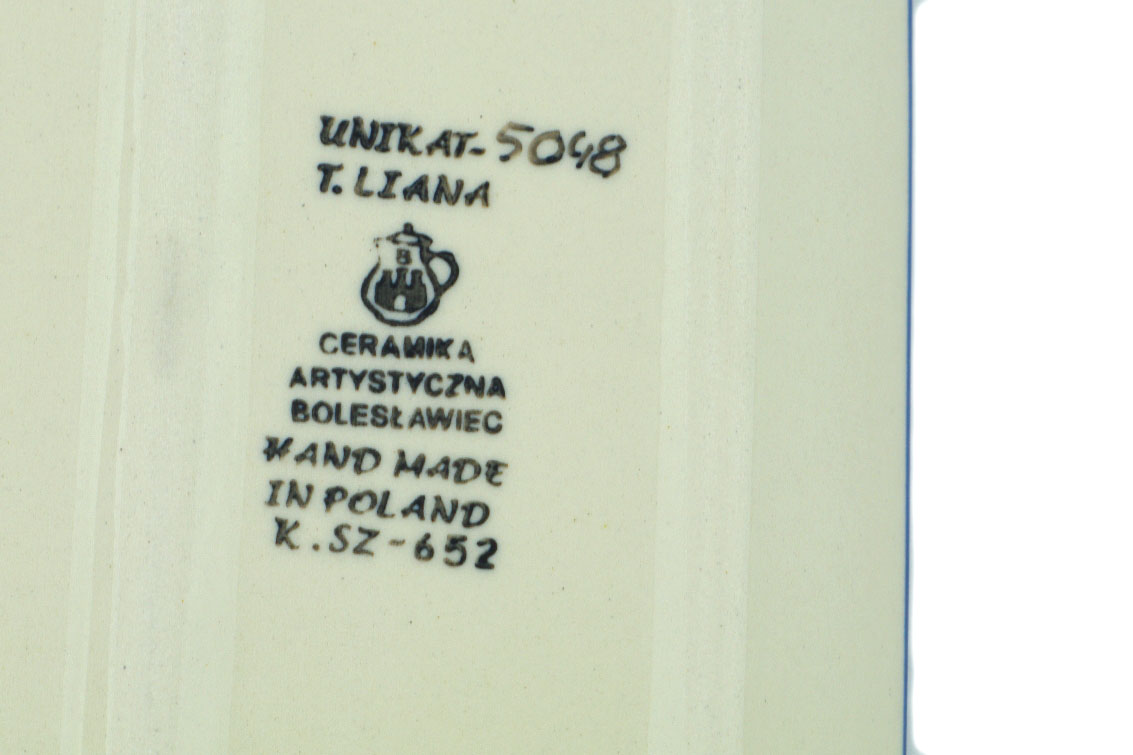 UNIKAT-5048
T. LIANA
B
CERAMIKA
ARTYSTYCZNA
BOLESŁAWIEC
HAND MADE
IN POLAND
K.SZ-652